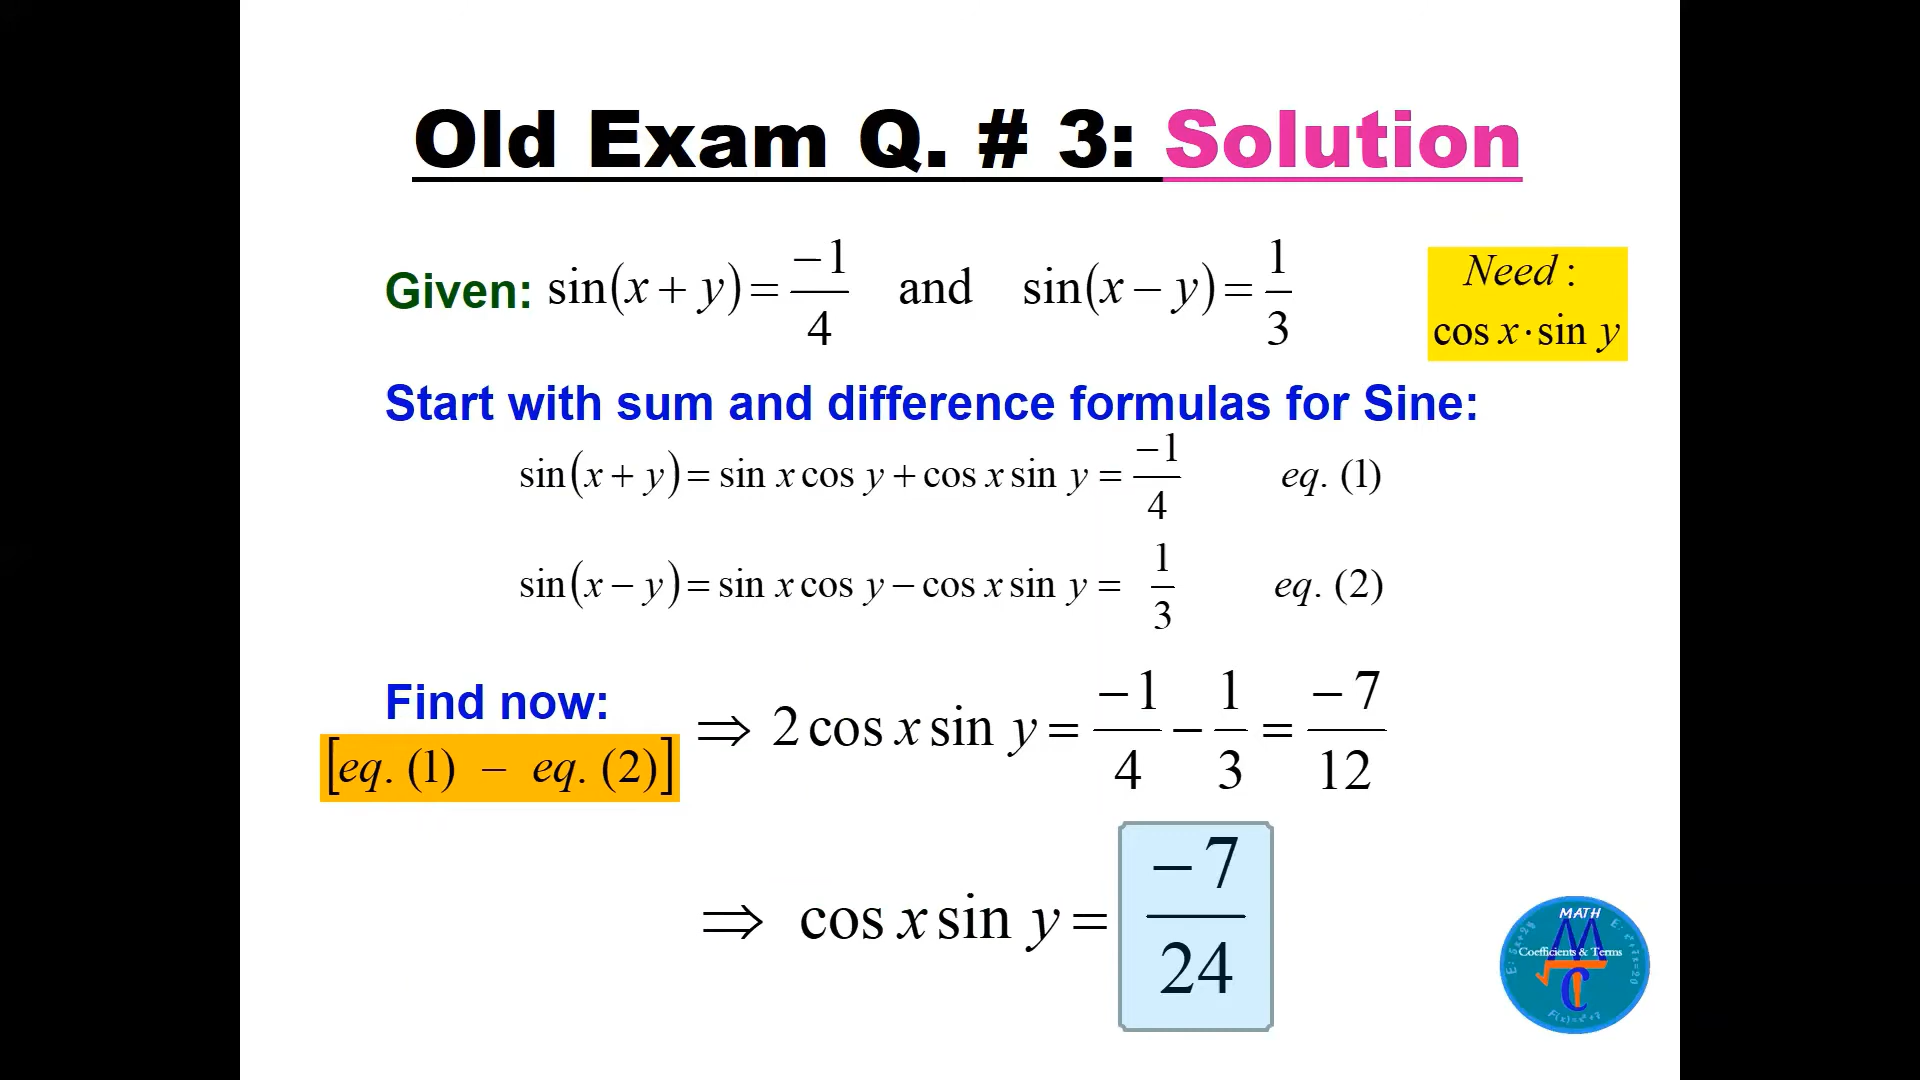 Old Exam Q. # 3: Solution
Given: sin(x + y) = −1/4 and sin(x − y) = 1/3
Need :
cos x · sin y
Start with sum and difference formulas for Sine:
sin(x + y) = sin x cos y + cos x sin y = −1/4 eq. (1)
sin(x − y) = sin x cos y − cos x sin y = 1/3 eq. (2)
Find now:
[eq. (1) − eq. (2)]
⇒ 2 cos x sin y = −1/4 − 1/3 = −7/12
⇒ cos x sin y = −7/24
MATH
Coefficients & Terms